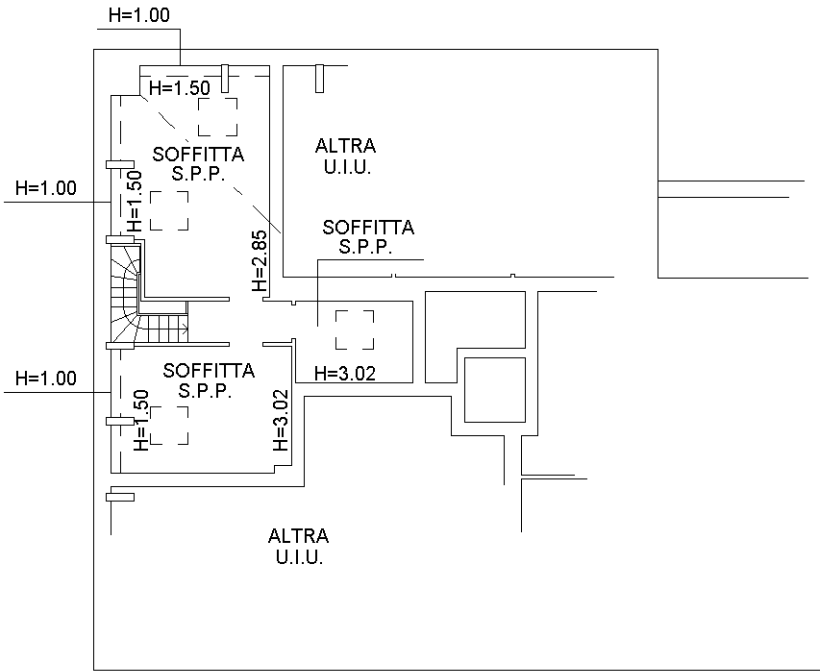 H=1.00
H=1.50
SOFFITTA
S.P.P.
ALTRA
U.I.U.
H=1.00
H=1.50
SOFFITTA
S.P.P.
H=2.85
SOFFITTA
S.P.P.
H=3.02
H=1.00
H=1.50
H=3.02
ALTRA
U.I.U.